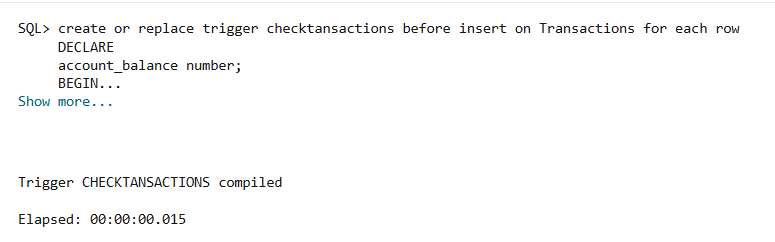 SQL> create or replace trigger checktansactions before insert on Transactions for each row
DECLARE
account_balance number;
BEGIN...
Show more...
Trigger CHECKTANSACTIONS compiled
Elapsed: 00:00:00.015